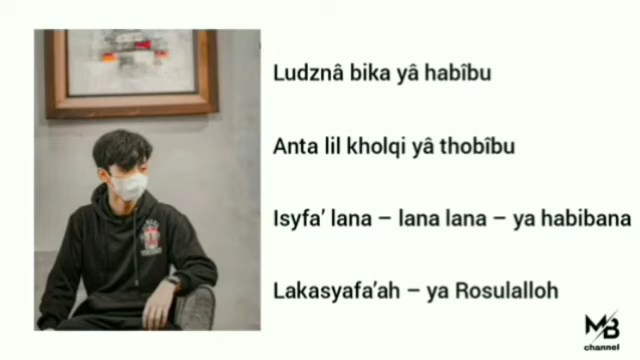 Ludznâ bika yâ habîbu
Anta lil kholqi yâ thobîbu
Isyfa’ lana – lana lana – ya habibana
Lakasyafa’ah – ya Rosulalloh
MB
channel